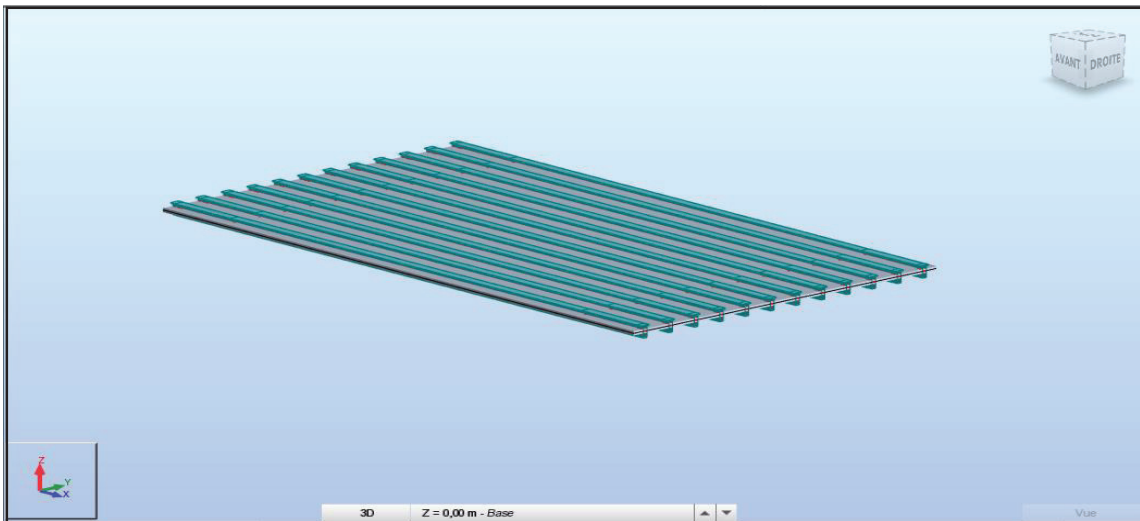 AVANT DROITE
Z
Y
X
3D Z = 0,00 m - Base
Vue